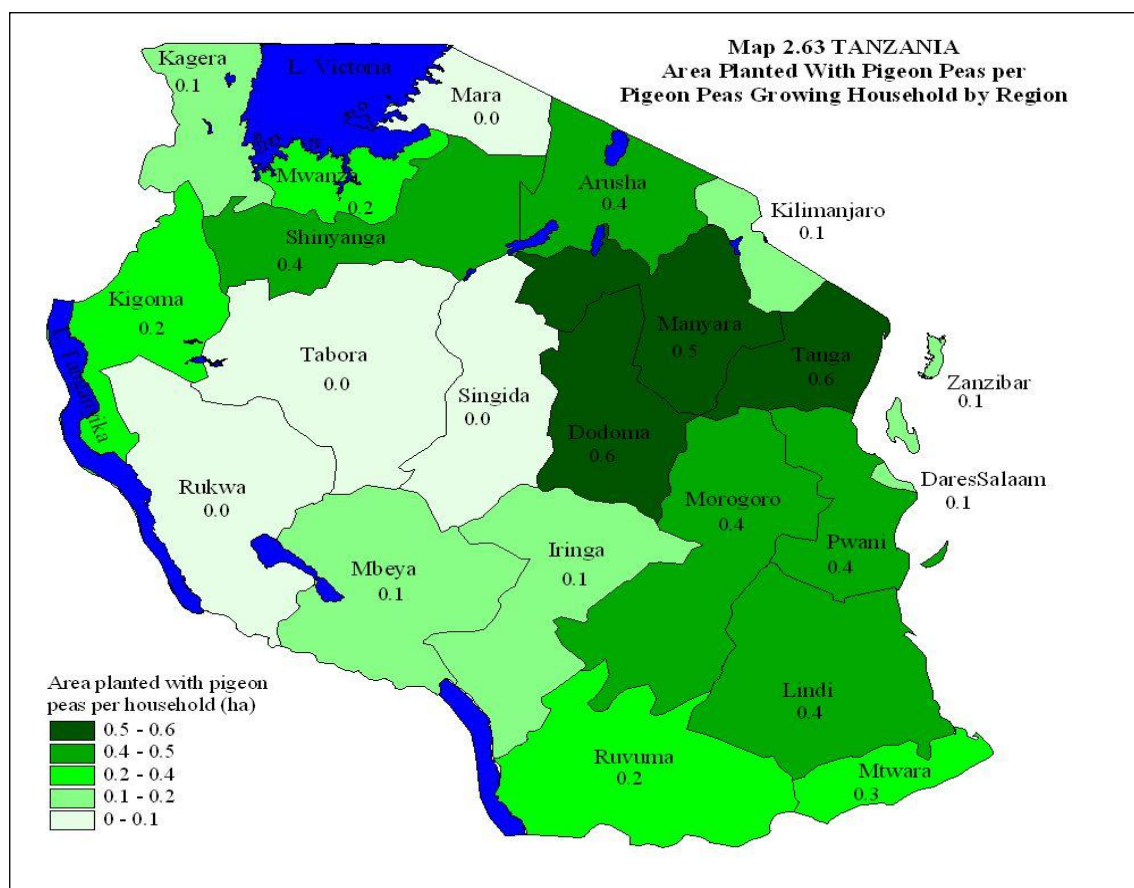 Map 2.63 TANZANIA
Area Planted With Pigeon Peas per
Pigeon Peas Growing Household by Region
Kagera
0.1
L. Victoria
Mara
0.0
Mwanza
0.2
Arusha
0.4
Kilimanjaro
0.1
Shinyanga
0.4
Kigoma
0.2
L. Tanganyika
Tabora
0.0
Singida
0.0
Manyara
0.5
Tanga
0.6
Zanzibar
0.1
Dodoma
0.6
DaresSalaam
0.1
Rukwa
0.0
Morogoro
0.4
Pwani
0.4
Mbeya
0.1
Iringa
0.1
Lindi
0.4
Ruvuma
0.2
Mtwara
0.3
Area planted with pigeon
peas per household (ha)
0.5 - 0.6
0.4 - 0.5
0.2 - 0.4
0.1 - 0.2
0 - 0.1